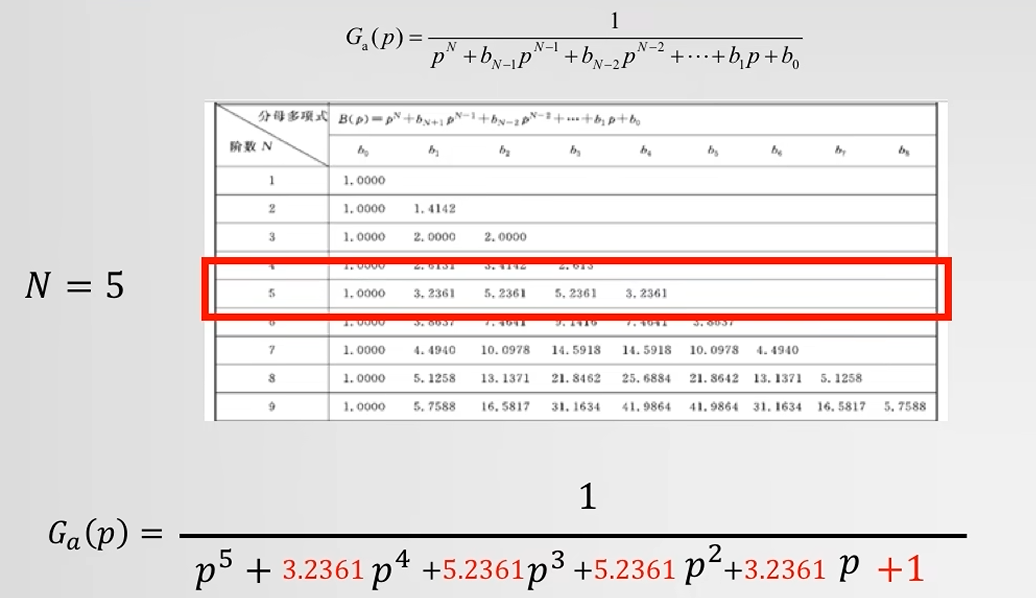 G_a(p) = 1 / (p^N + b_{N-1}p^{N-1} + b_{N-2}p^{N-2} + ⋯ + b_1p + b_0)
分母多项式 B(p)=p^N+b_{N+1}p^{N-1}+b_{N-2}p^{N-2}+⋯+b_1p+b_0
阶数 N b_0 b_1 b_2 b_3 b_4 b_5 b_6 b_7 b_8
1 1.0000
2 1.0000 1.4142
3 1.0000 2.0000 2.0000
4 1.0000 2.6131 3.4142 2.613
N = 5
5 1.0000 3.2361 5.2361 5.2361 3.2361
6 1.0000 3.8637 7.4641 9.1416 7.4641 3.8637
7 1.0000 4.4940 10.0978 14.5918 14.5918 10.0978 4.4940
8 1.0000 5.1258 13.1371 21.8462 25.6884 21.8642 13.1371 5.1258
9 1.0000 5.7588 16.5817 31.1634 41.9864 41.9864 31.1634 16.5817 5.7588
G_a(p) = 1 / (p^5 + 3.2361 p^4 +5.2361p^3 +5.2361 p^2+3.2361 p +1)